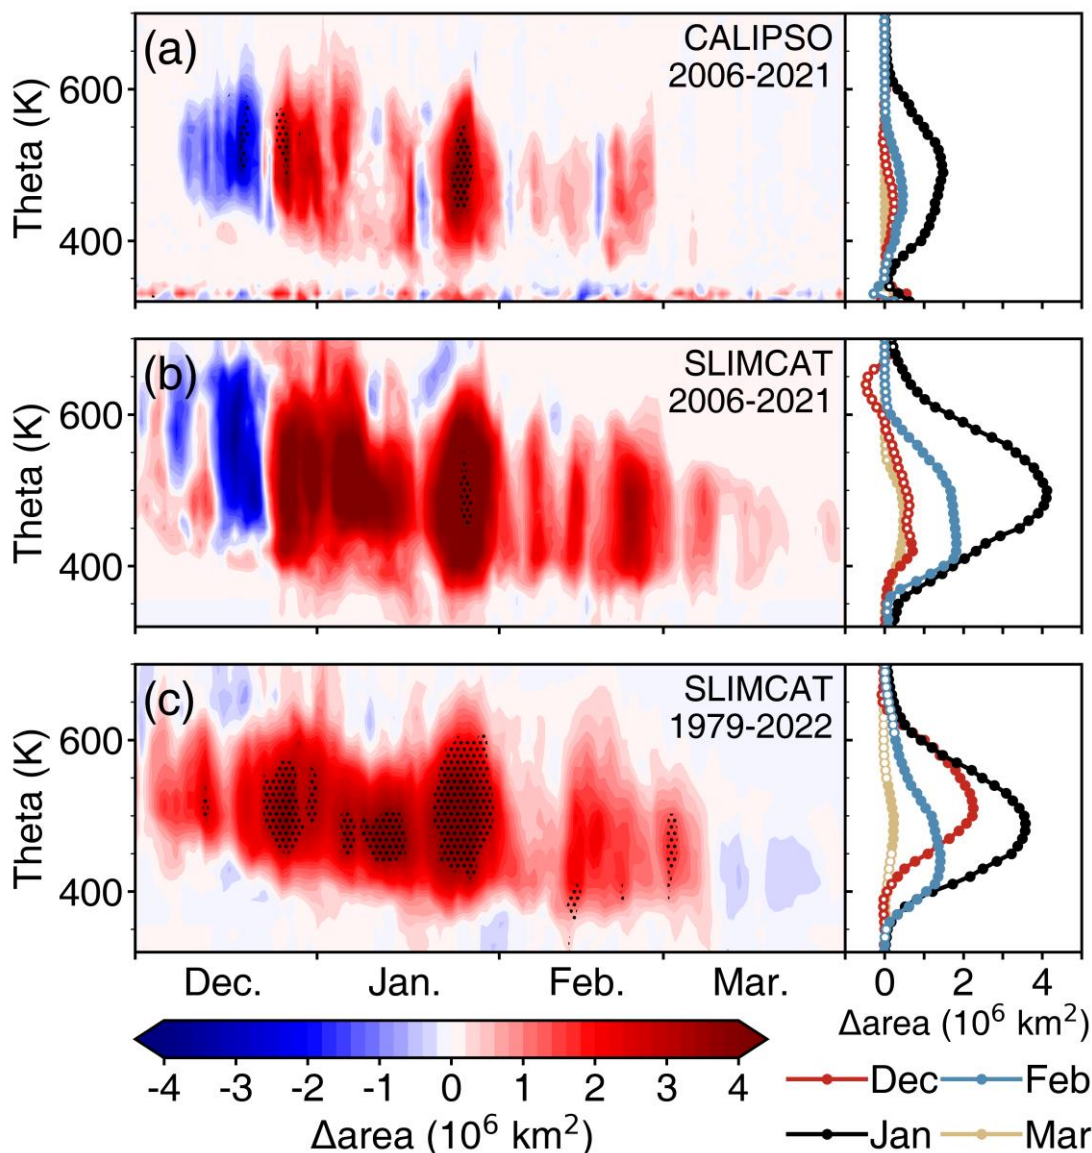 (a)
CALIPSO
2006-2021
Theta (K)
600
400
(b)
SLIMCAT
2006-2021
Theta (K)
600
400
(c)
SLIMCAT
1979-2022
Theta (K)
600
400
Dec. Jan. Feb. Mar.
0 2 4
Δarea (10⁶ km²)
-4 -3 -2 -1 0 1 2 3 4
Δarea (10⁶ km²)
Dec Feb
Jan Mar